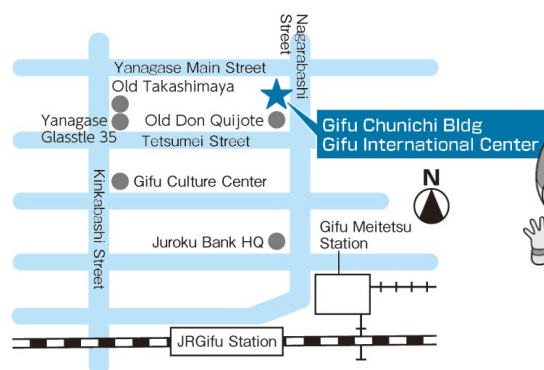 Nagarabashi
Street
Yanagase Main Street
Old Takashimaya
Yanagase
Glasstle 35
Old Don Quijote
Gifu Chunichi Bldg
Gifu International Center
Tetsumei Street
Kinkabashi Street
Gifu Culture Center
N
Gifu Meitetsu
Station
Juroku Bank HQ
JRGifu Station